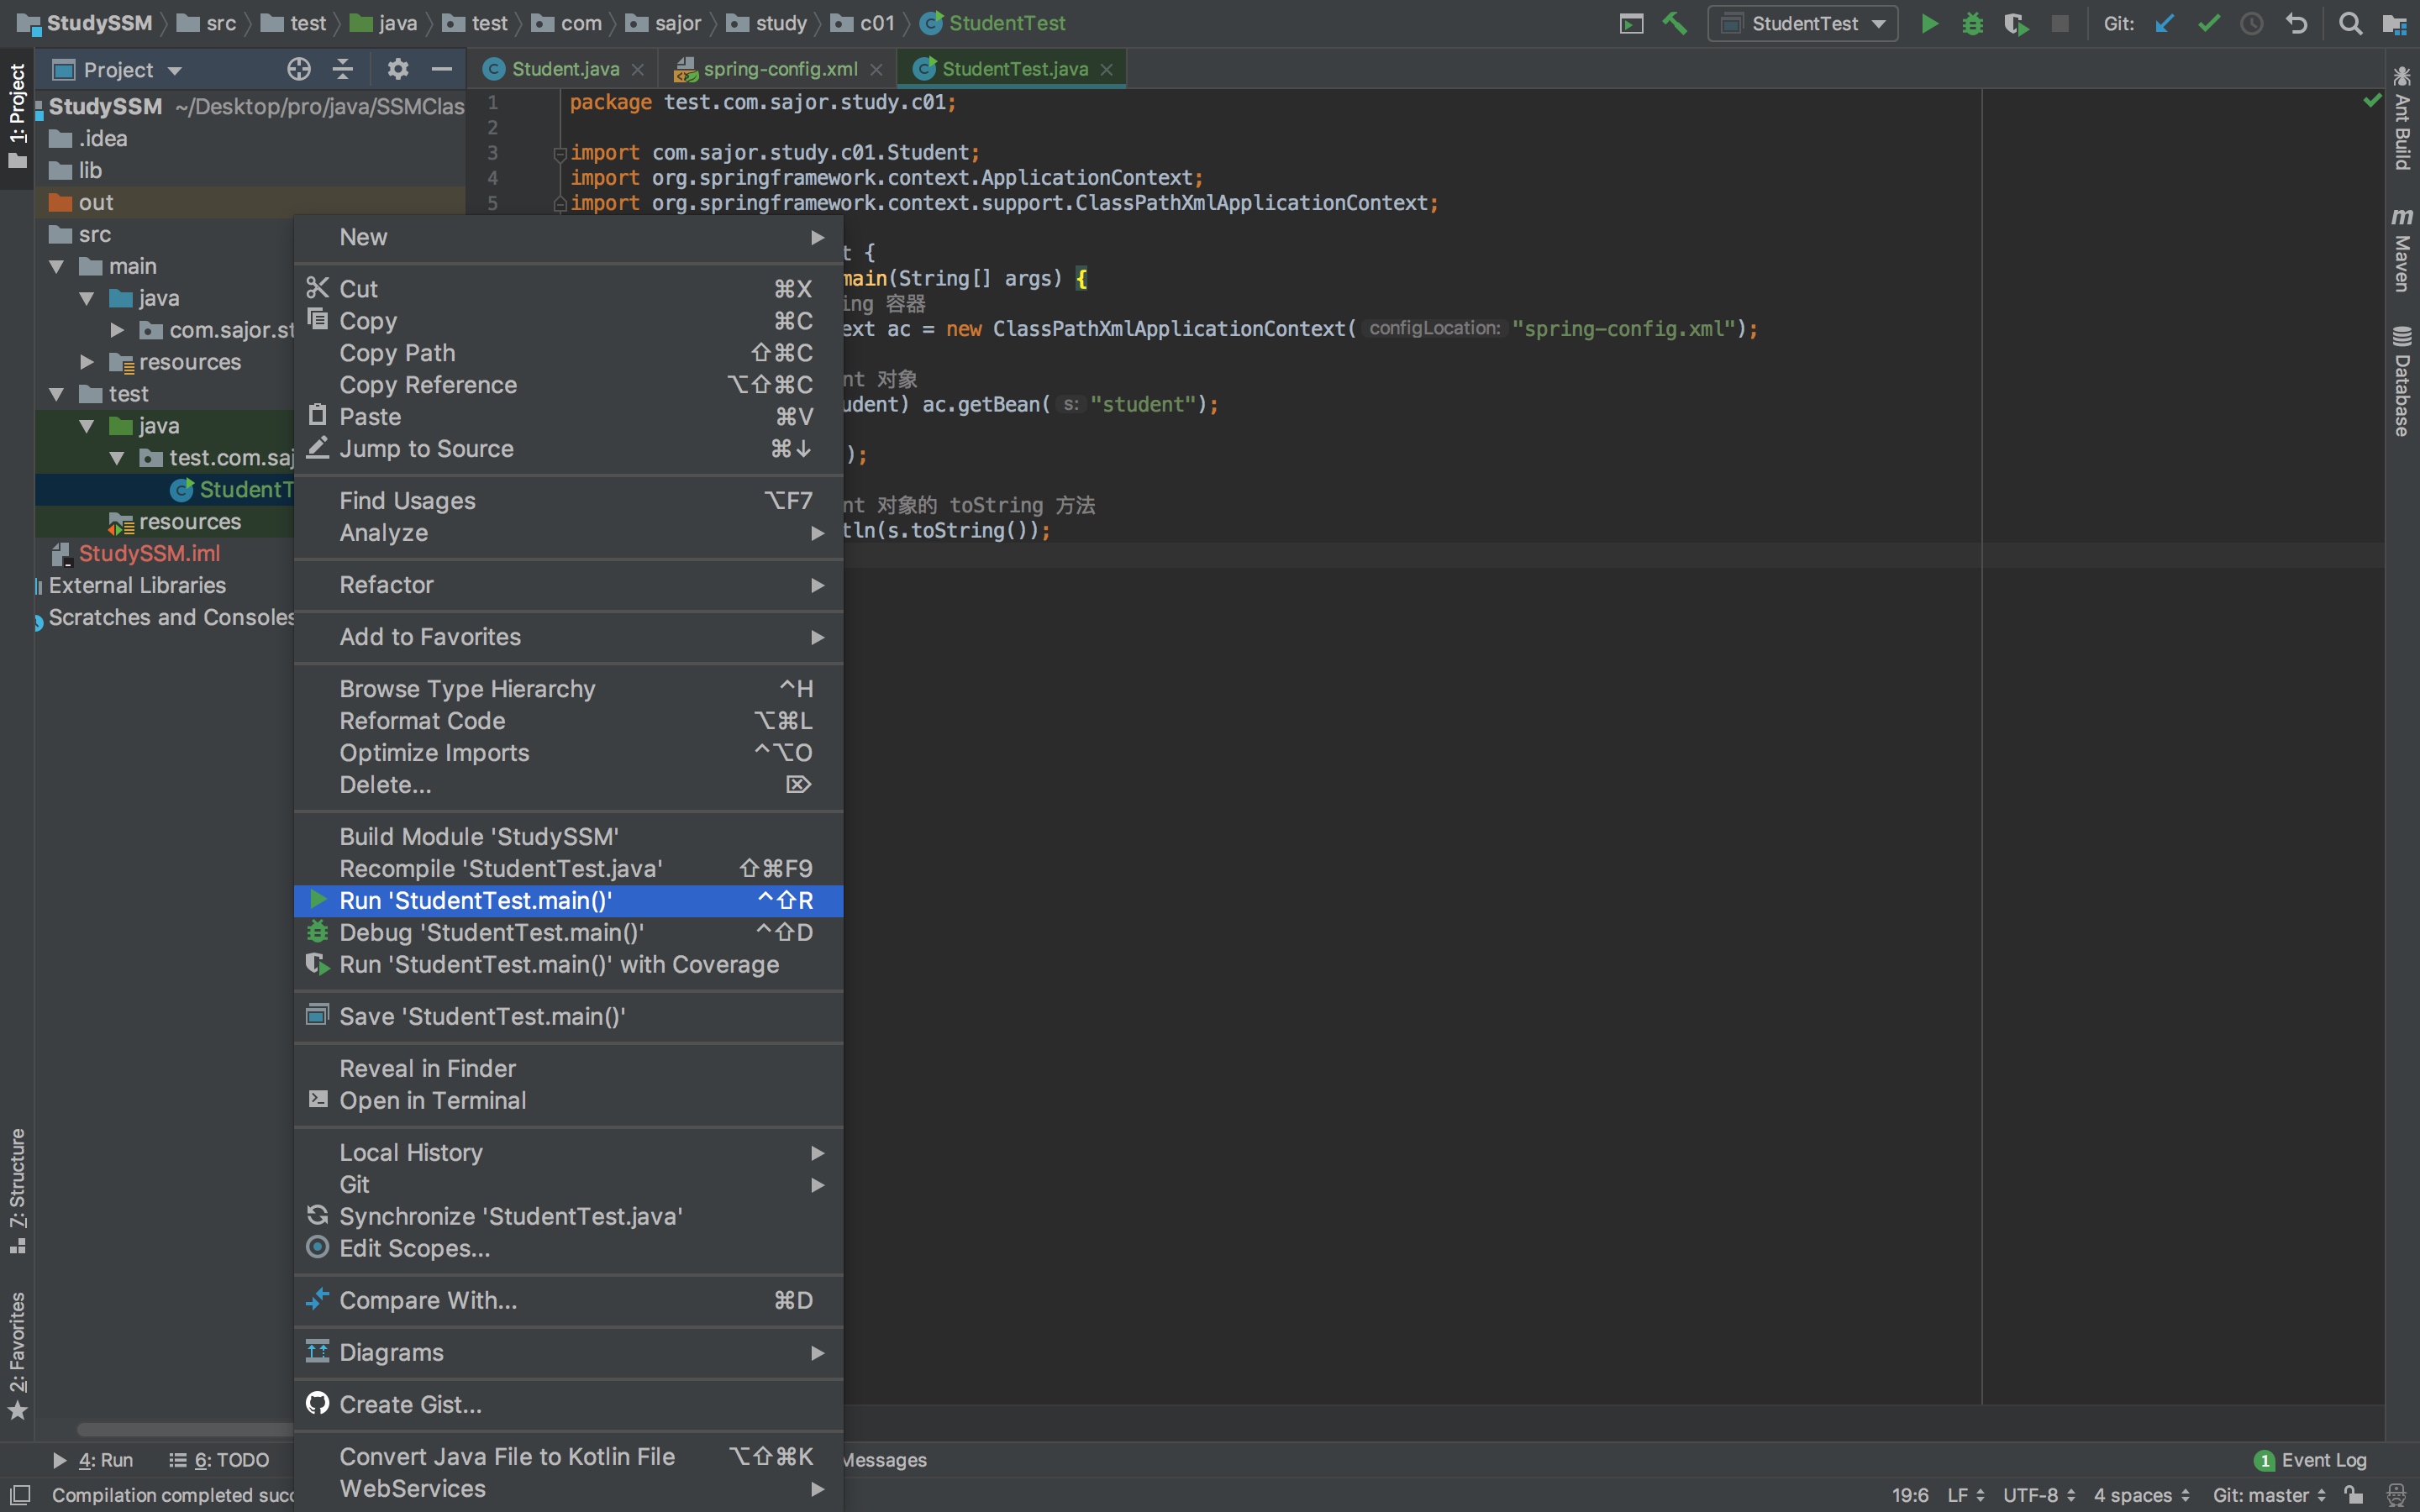 StudySSM src test java test com sajor study c01 StudentTest StudentTest Git:
1: Project
Project
Student.java spring-config.xml StudentTest.java
StudySSM ~/Desktop/pro/java/SSMClas
.idea
lib
out
src
main
java
com.sajor.st
resources
test
java
test.com.saj
StudentT
resources
StudySSM.iml
External Libraries
Scratches and Consoles
1 package test.com.sajor.study.c01;
2
3 import com.sajor.study.c01.Student;
4 import org.springframework.context.ApplicationContext;
5 import org.springframework.context.support.ClassPathXmlApplicationContext;
t {
main(String[] args) {
ing 容器
ext ac = new ClassPathXmlApplicationContext( configLocation: "spring-config.xml");
nt 对象
udent) ac.getBean( s: "student");
);
nt 对象的 toString 方法
tln(s.toString());
New
Cut ⌘X
Copy ⌘C
Copy Path ⇧⌘C
Copy Reference ⌥⇧⌘C
Paste ⌘V
Jump to Source ⌘↓
Find Usages ⌥F7
Analyze
Refactor
Add to Favorites
Browse Type Hierarchy ^H
Reformat Code ⌥⌘L
Optimize Imports ^⌥O
Delete... ⌦
Build Module 'StudySSM'
Recompile 'StudentTest.java' ⇧⌘F9
Run 'StudentTest.main()' ^⇧R
Debug 'StudentTest.main()' ^⇧D
Run 'StudentTest.main()' with Coverage
Save 'StudentTest.main()'
Reveal in Finder
Open in Terminal
Local History
Git
Synchronize 'StudentTest.java'
Edit Scopes...
Compare With... ⌘D
Diagrams
Create Gist...
Convert Java File to Kotlin File ⌥⇧⌘K
WebServices
Ant Build
m Maven
Database
7: Structure
2: Favorites
4: Run 6: TODO Messages 1 Event Log
Compilation completed succ 19:6 LF UTF-8 4 spaces Git: master